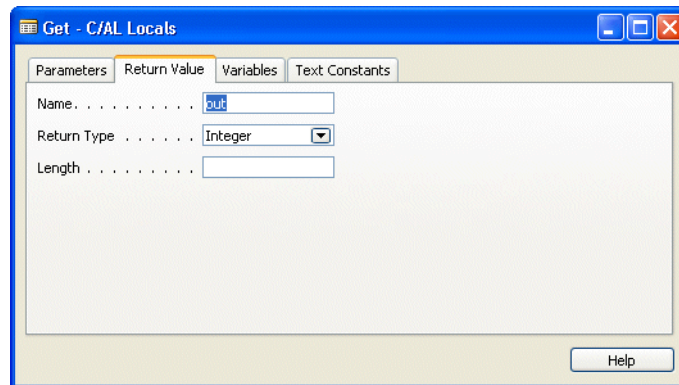 Get - C/AL Locals
Parameters Return Value Variables Text Constants
Name. . . . . . . . . . out
Return Type . . . . . . Integer
Length . . . . . . . . .
Help